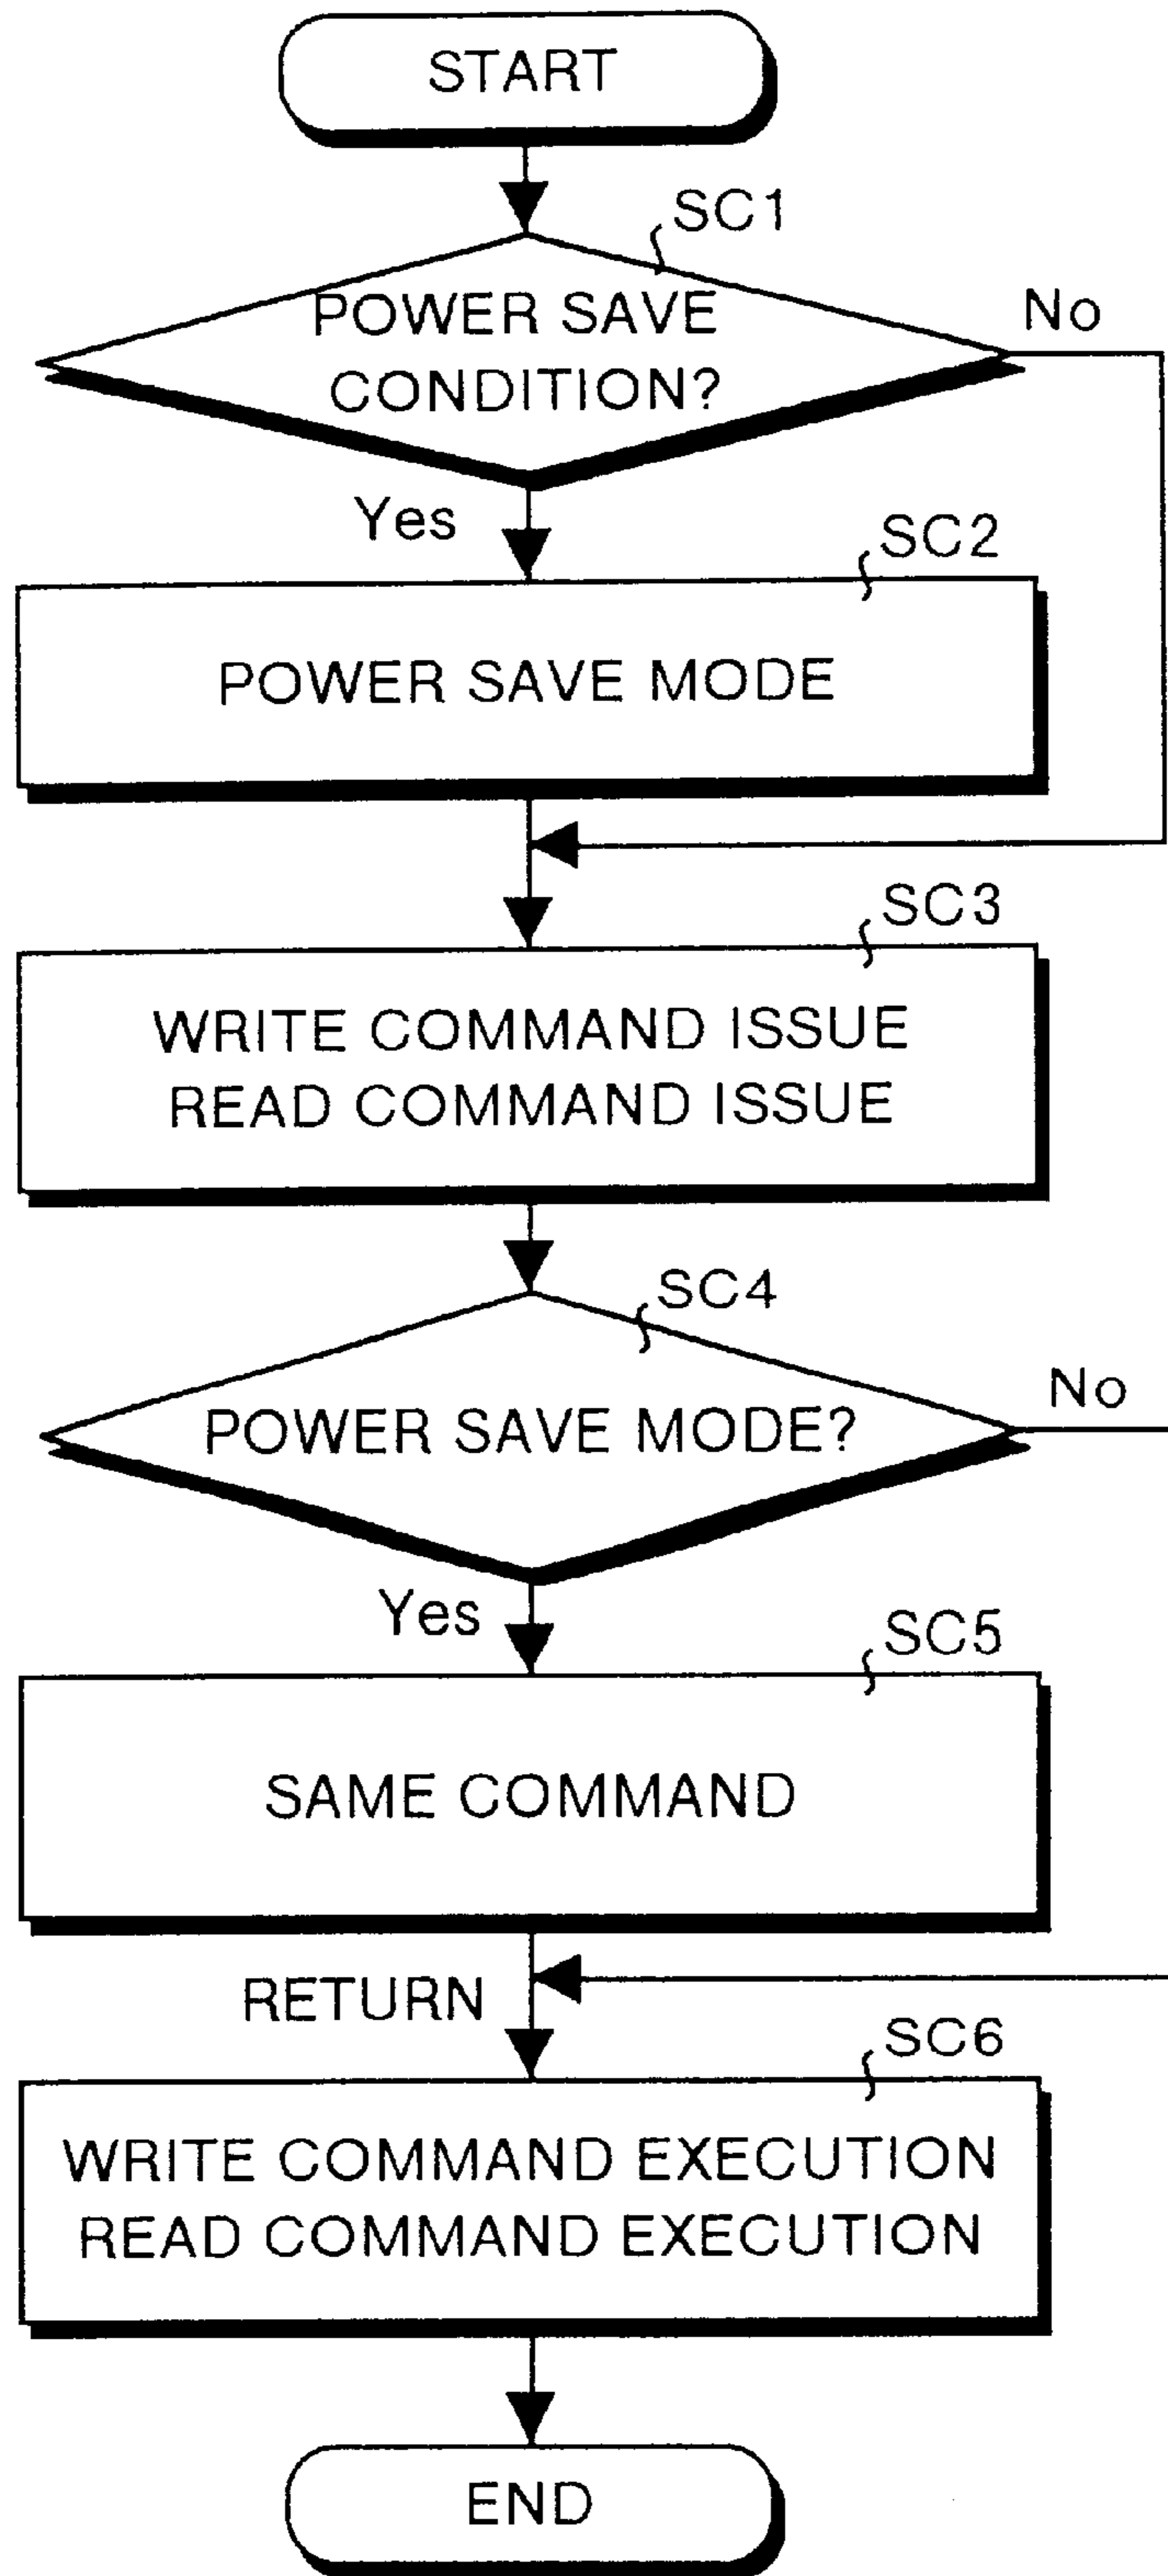 START
SC1
POWER SAVE
CONDITION?
No
Yes
SC2
POWER SAVE MODE
SC3
WRITE COMMAND ISSUE
READ COMMAND ISSUE
SC4
POWER SAVE MODE?
No
Yes
SC5
SAME COMMAND
RETURN
SC6
WRITE COMMAND EXECUTION
READ COMMAND EXECUTION
END